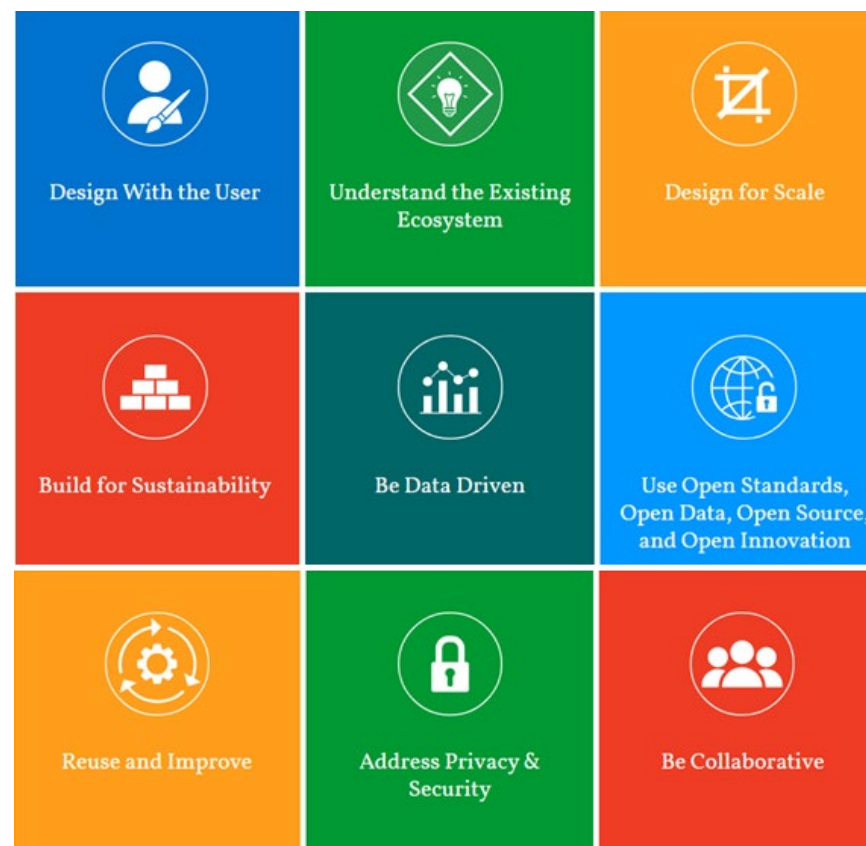 Design With the User
Understand the Existing
Ecosystem
Design for Scale
Build for Sustainability
Be Data Driven
Use Open Standards,
Open Data, Open Source,
and Open Innovation
Reuse and Improve
Address Privacy &
Security
Be Collaborative